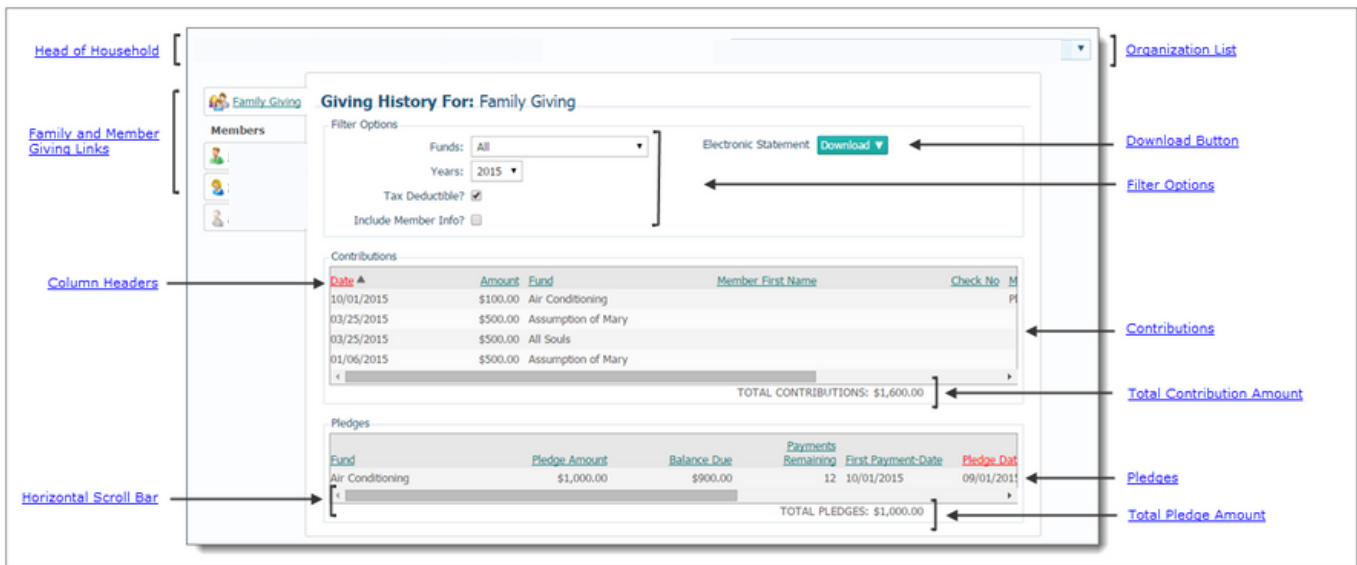 Head of Household
Organization List
Family Giving
Giving History For: Family Giving
Family and Member
Giving Links
Members
Filter Options
Funds: All
Electronic Statement Download ▼
Download Button
Years: 2015
Filter Options
Tax Deductible?
Include Member Info?
Contributions
Column Headers
Date Amount Fund Member First Name Check No M
10/01/2015 $100.00 Air Conditioning
03/25/2015 $500.00 Assumption of Mary
03/25/2015 $500.00 All Souls
01/06/2015 $500.00 Assumption of Mary
Contributions
TOTAL CONTRIBUTIONS: $1,600.00
Total Contribution Amount
Pledges
Payments
Fund Pledge Amount Balance Due Remaining First Payment-Date Pledge Dat
Air Conditioning $1,000.00 $900.00 12 10/01/2015 09/01/201
Pledges
Horizontal Scroll Bar
TOTAL PLEDGES: $1,000.00
Total Pledge Amount